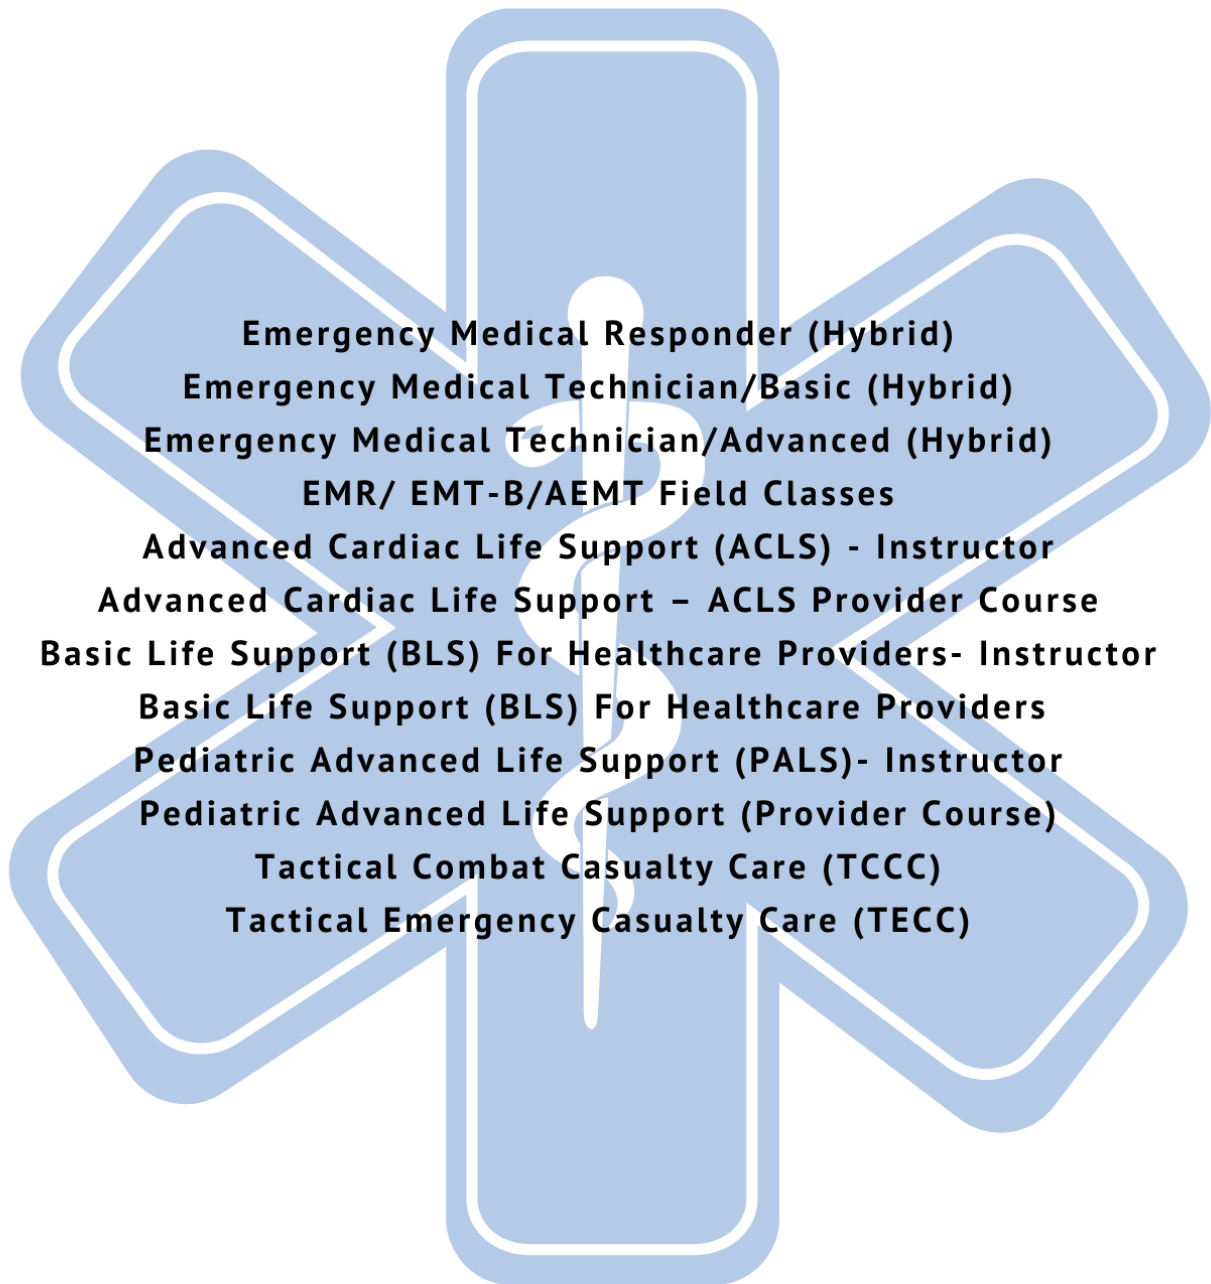 Emergency Medical Responder (Hybrid)
Emergency Medical Technician/Basic (Hybrid)
Emergency Medical Technician/Advanced (Hybrid)
EMR/ EMT-B/AEMT Field Classes
Advanced Cardiac Life Support (ACLS) - Instructor
Advanced Cardiac Life Support – ACLS Provider Course
Basic Life Support (BLS) For Healthcare Providers- Instructor
Basic Life Support (BLS) For Healthcare Providers
Pediatric Advanced Life Support (PALS)- Instructor
Pediatric Advanced Life Support (Provider Course)
Tactical Combat Casualty Care (TCCC)
Tactical Emergency Casualty Care (TECC)